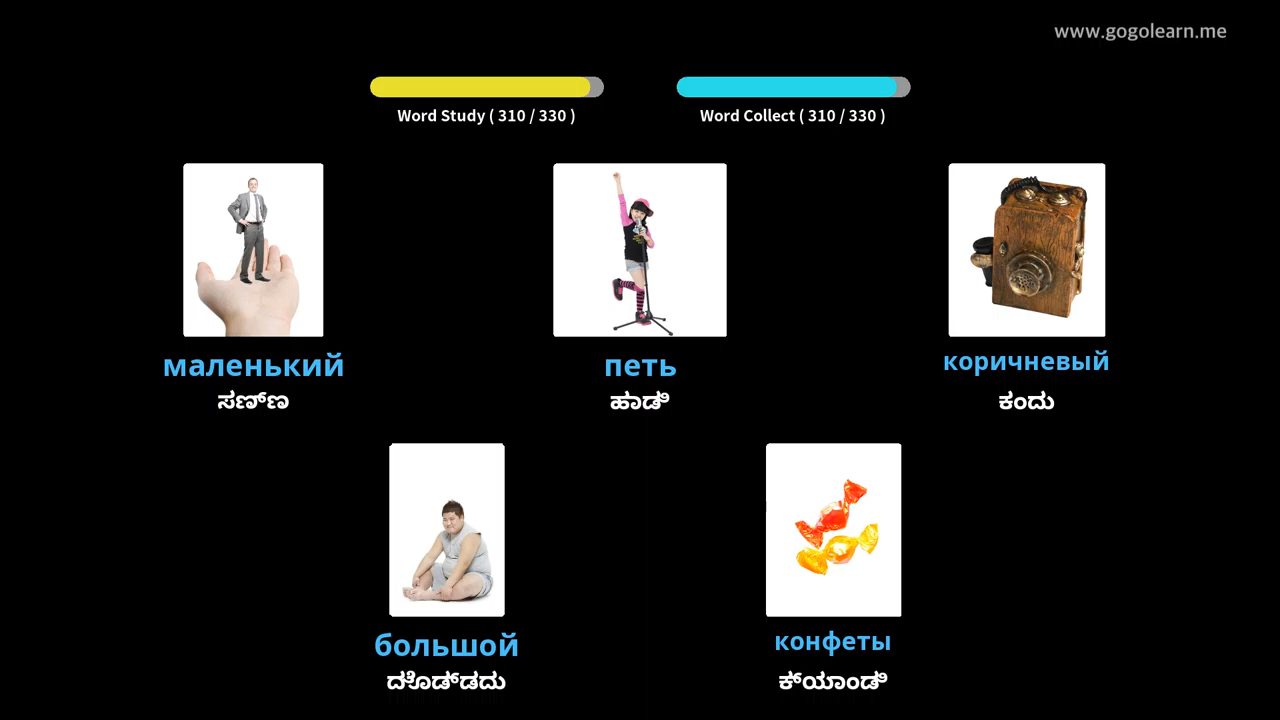 www.gogolearn.me
Word Study ( 310 / 330 )
Word Collect ( 310 / 330 )
маленький
ಸಣ್ಣ
петь
ಹಾಡಿ
коричневый
ಕಂದು
большой
ದೊಡ್ಡದು
конфеты
ಕ್ಯಾಂಡಿ